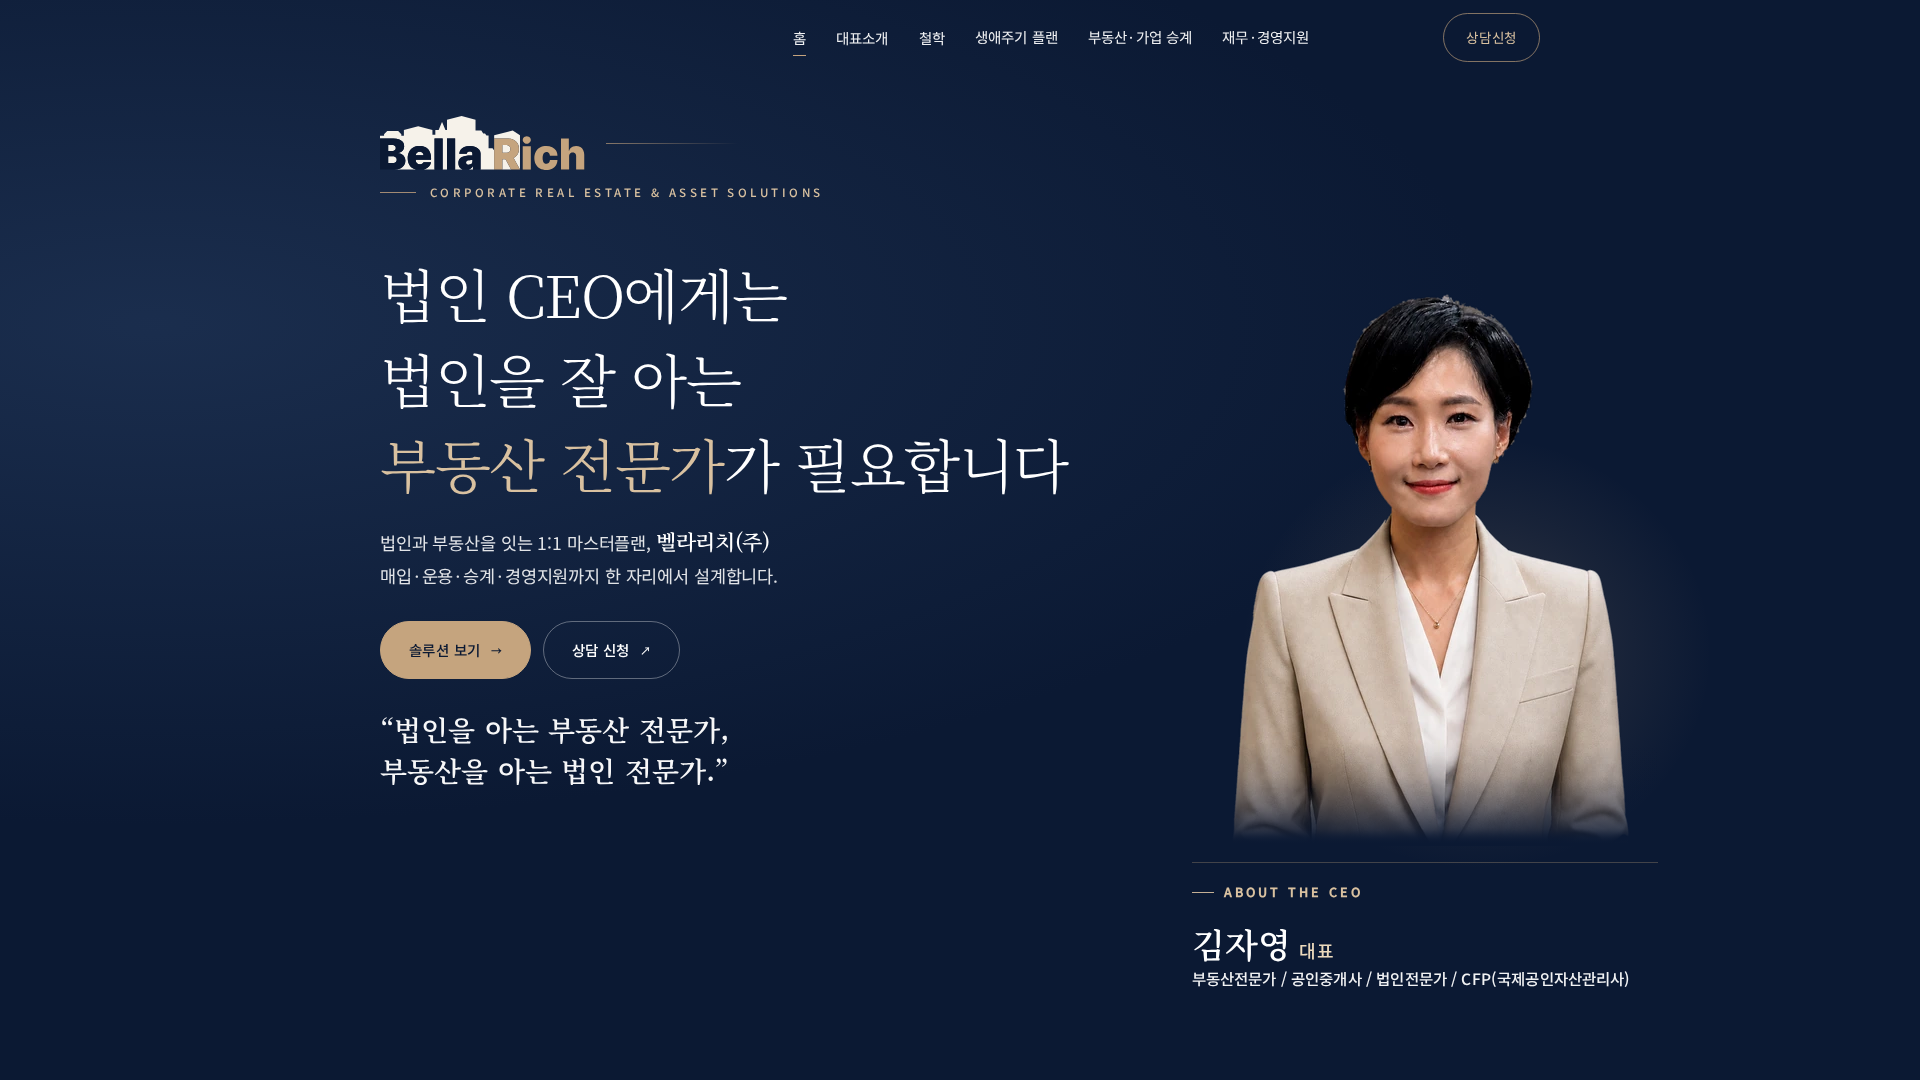 홈
대표소개
철학
생애주기 플랜
부동산·가업 승계
재무·경영지원
상담신청
Bella Rich
CORPORATE REAL ESTATE & ASSET SOLUTIONS
법인 CEO에게는
법인을 잘 아는
부동산 전문가가 필요합니다
법인과 부동산을 잇는 1:1 마스터플랜, 벨라리치(주)
매입·운용·승계·경영지원까지 한 자리에서 설계합니다.
솔루션 보기 →
상담 신청 ↗
“법인을 아는 부동산 전문가,
부동산을 아는 법인 전문가.”
ABOUT THE CEO
김자영 대표
부동산전문가 / 공인중개사 / 법인전문가 / CFP(국제공인자산관리사)